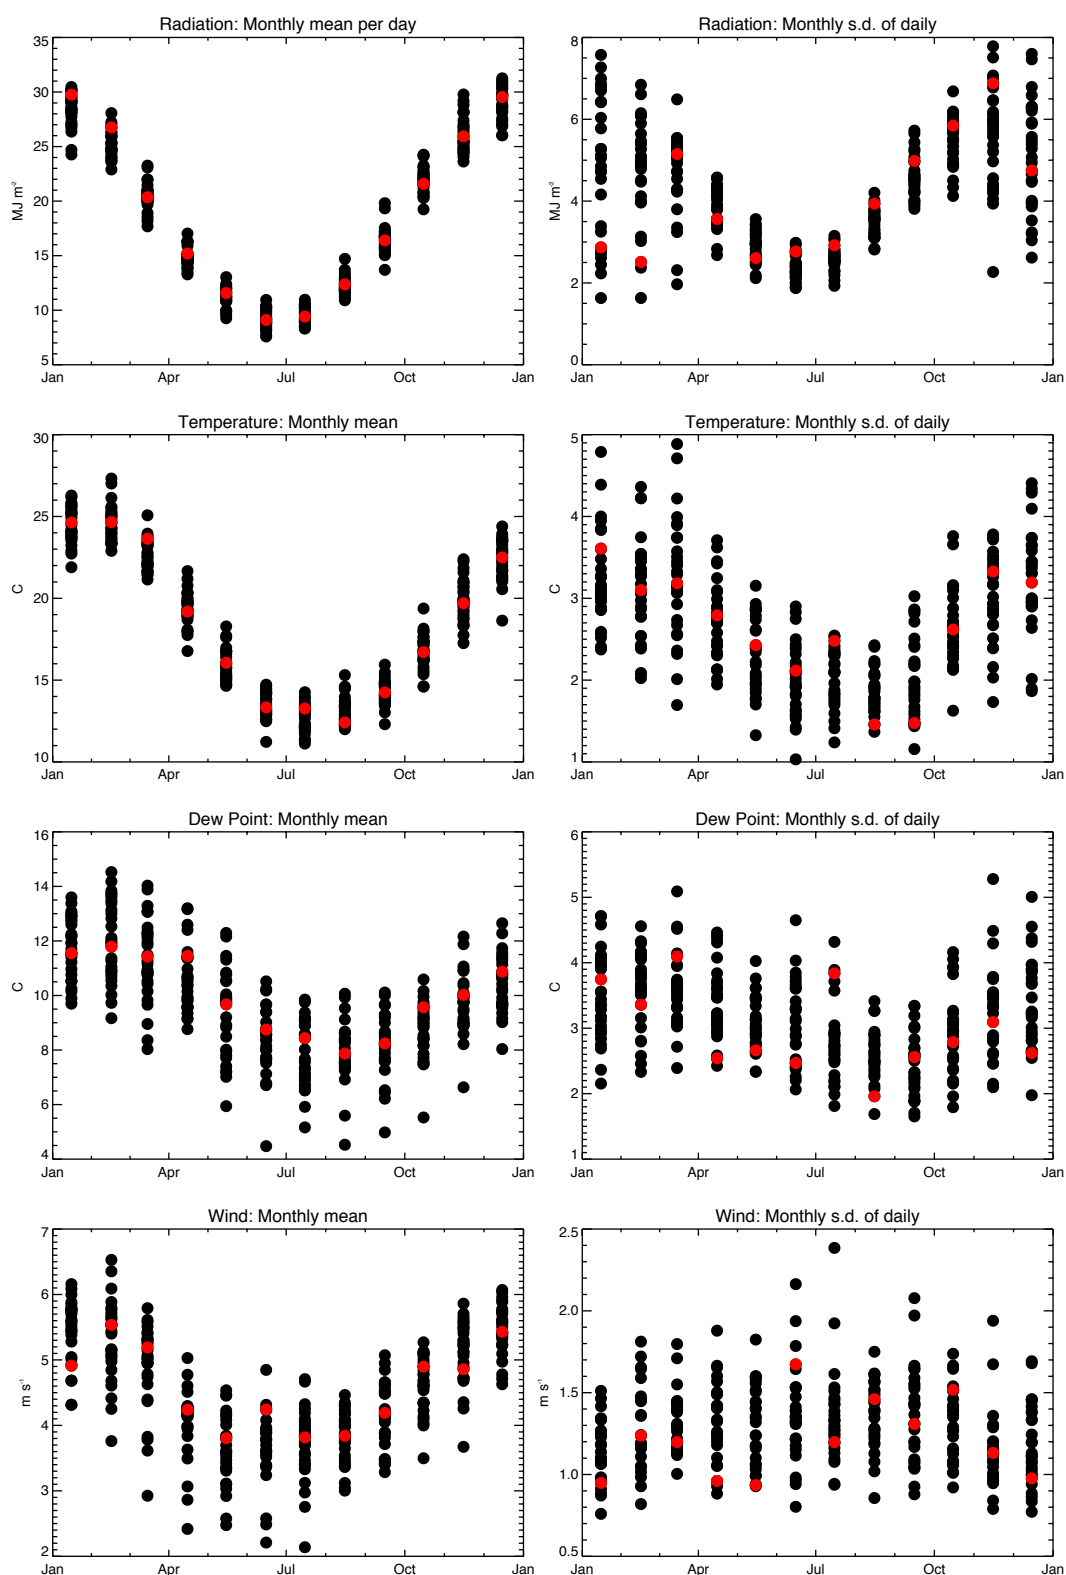 Radiation: Monthly mean per day
35
30
25
20
15
10
5
MJ m⁻²
Jan Apr Jul Oct Jan
Radiation: Monthly s.d. of daily
8
6
4
2
0
MJ m⁻²
Jan Apr Jul Oct Jan
Temperature: Monthly mean
30
25
20
15
10
C
Jan Apr Jul Oct Jan
Temperature: Monthly s.d. of daily
5
4
3
2
1
C
Jan Apr Jul Oct Jan
Dew Point: Monthly mean
16
14
12
10
8
6
4
C
Jan Apr Jul Oct Jan
Dew Point: Monthly s.d. of daily
6
5
4
3
2
1
C
Jan Apr Jul Oct Jan
Wind: Monthly mean
7
6
5
4
3
2
m s⁻¹
Jan Apr Jul Oct Jan
Wind: Monthly s.d. of daily
2.5
2.0
1.5
1.0
0.5
m s⁻¹
Jan Apr Jul Oct Jan